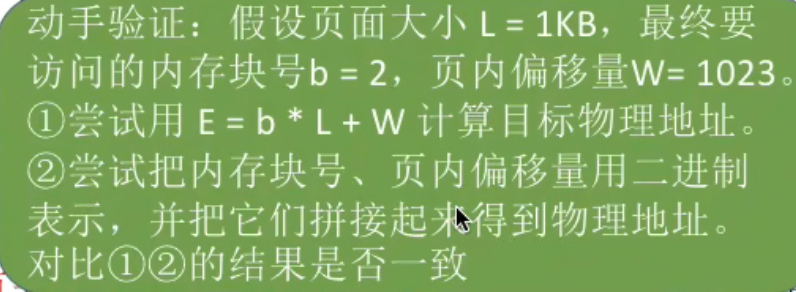 动手验证：假设页面大小 L = 1KB，最终要
访问的内存块号b = 2，页内偏移量W= 1023。
①尝试用 E = b * L + W 计算目标物理地址。
②尝试把内存块号、页内偏移量用二进制
表示，并把它们拼接起来得到物理地址。
对比①②的结果是否一致